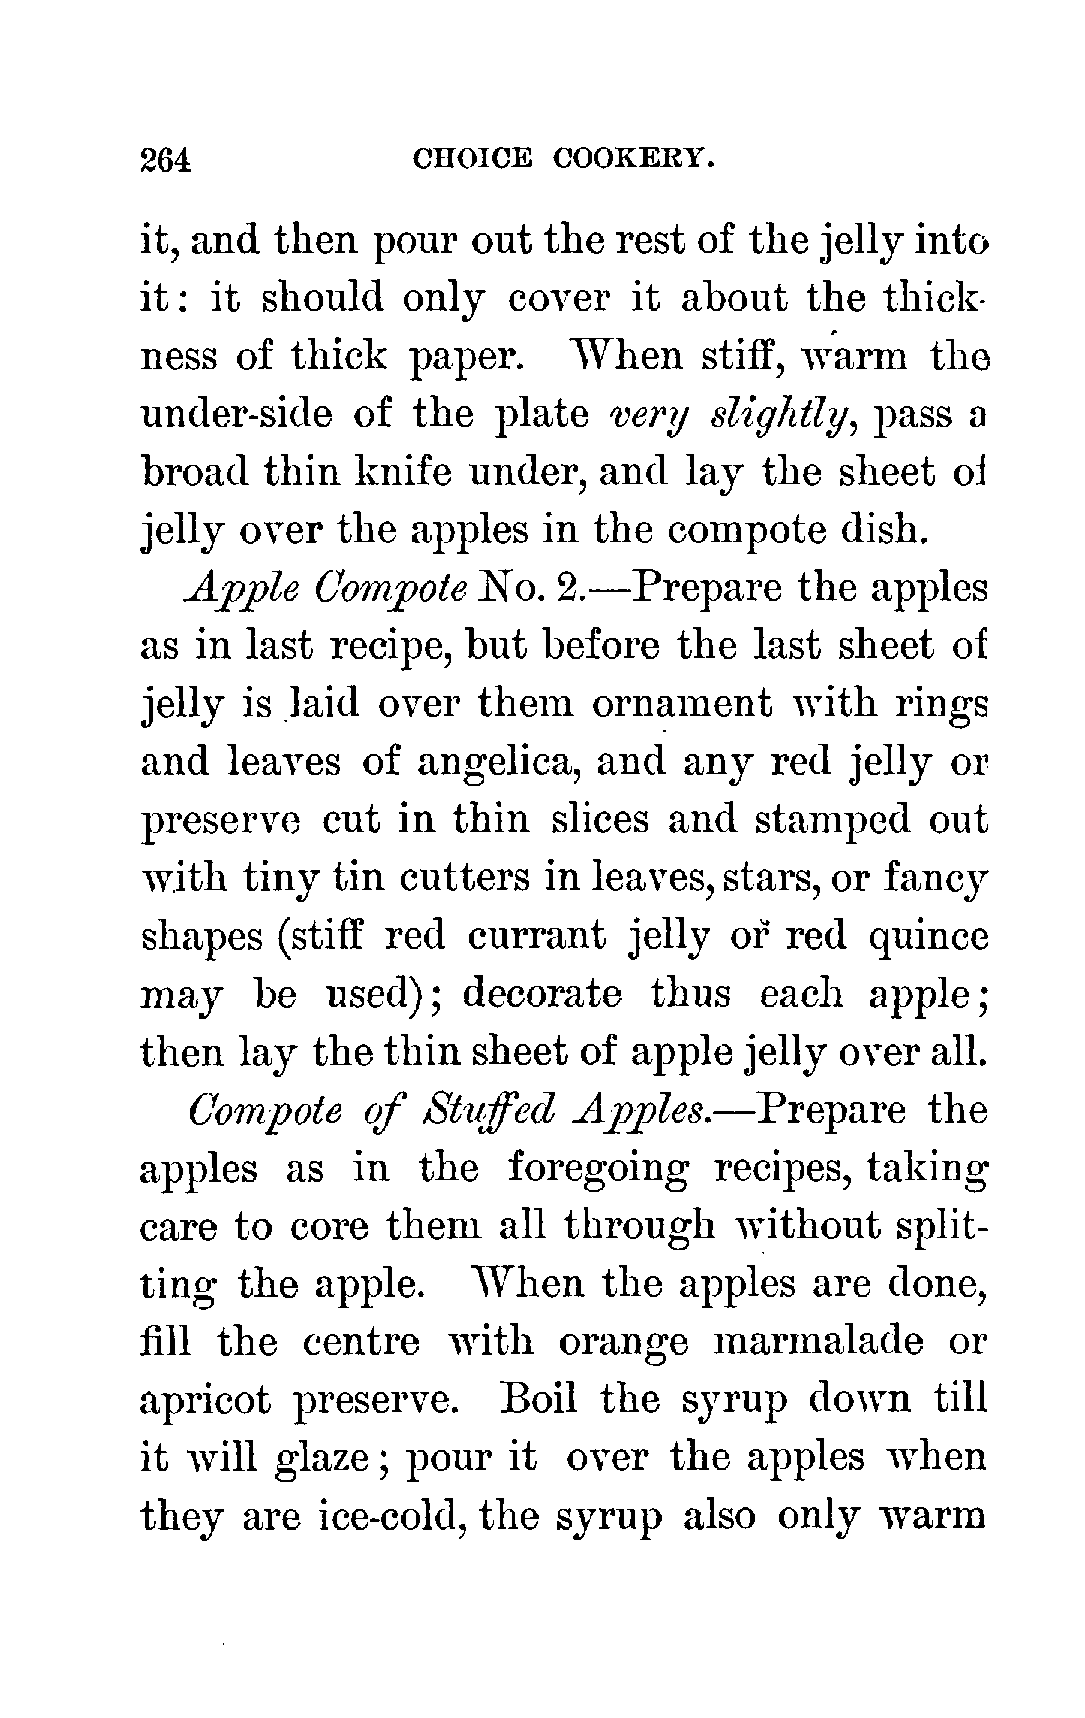 264 CHOICE COOKERY.
it, and then pour out the rest of the jelly into
it: it should only cover it about the thick-
ness of thick paper. When stiff, warm the
under-side of the plate very slightly, pass a
broad thin knife under, and lay the sheet of
jelly over the apples in the compote dish.
Apple Compote No. 2.—Prepare the apples
as in last recipe, but before the last sheet of
jelly is laid over them ornament with rings
and leaves of angelica, and any red jelly or
preserve cut in thin slices and stamped out
with tiny tin cutters in leaves, stars, or fancy
shapes (stiff red currant jelly or red quince
may be used); decorate thus each apple;
then lay the thin sheet of apple jelly over all.
Compote of Stuffed Apples.—Prepare the
apples as in the foregoing recipes, taking
care to core them all through without split-
ting the apple. When the apples are done,
fill the centre with orange marmalade or
apricot preserve. Boil the syrup down till
it will glaze; pour it over the apples when
they are ice-cold, the syrup also only warm